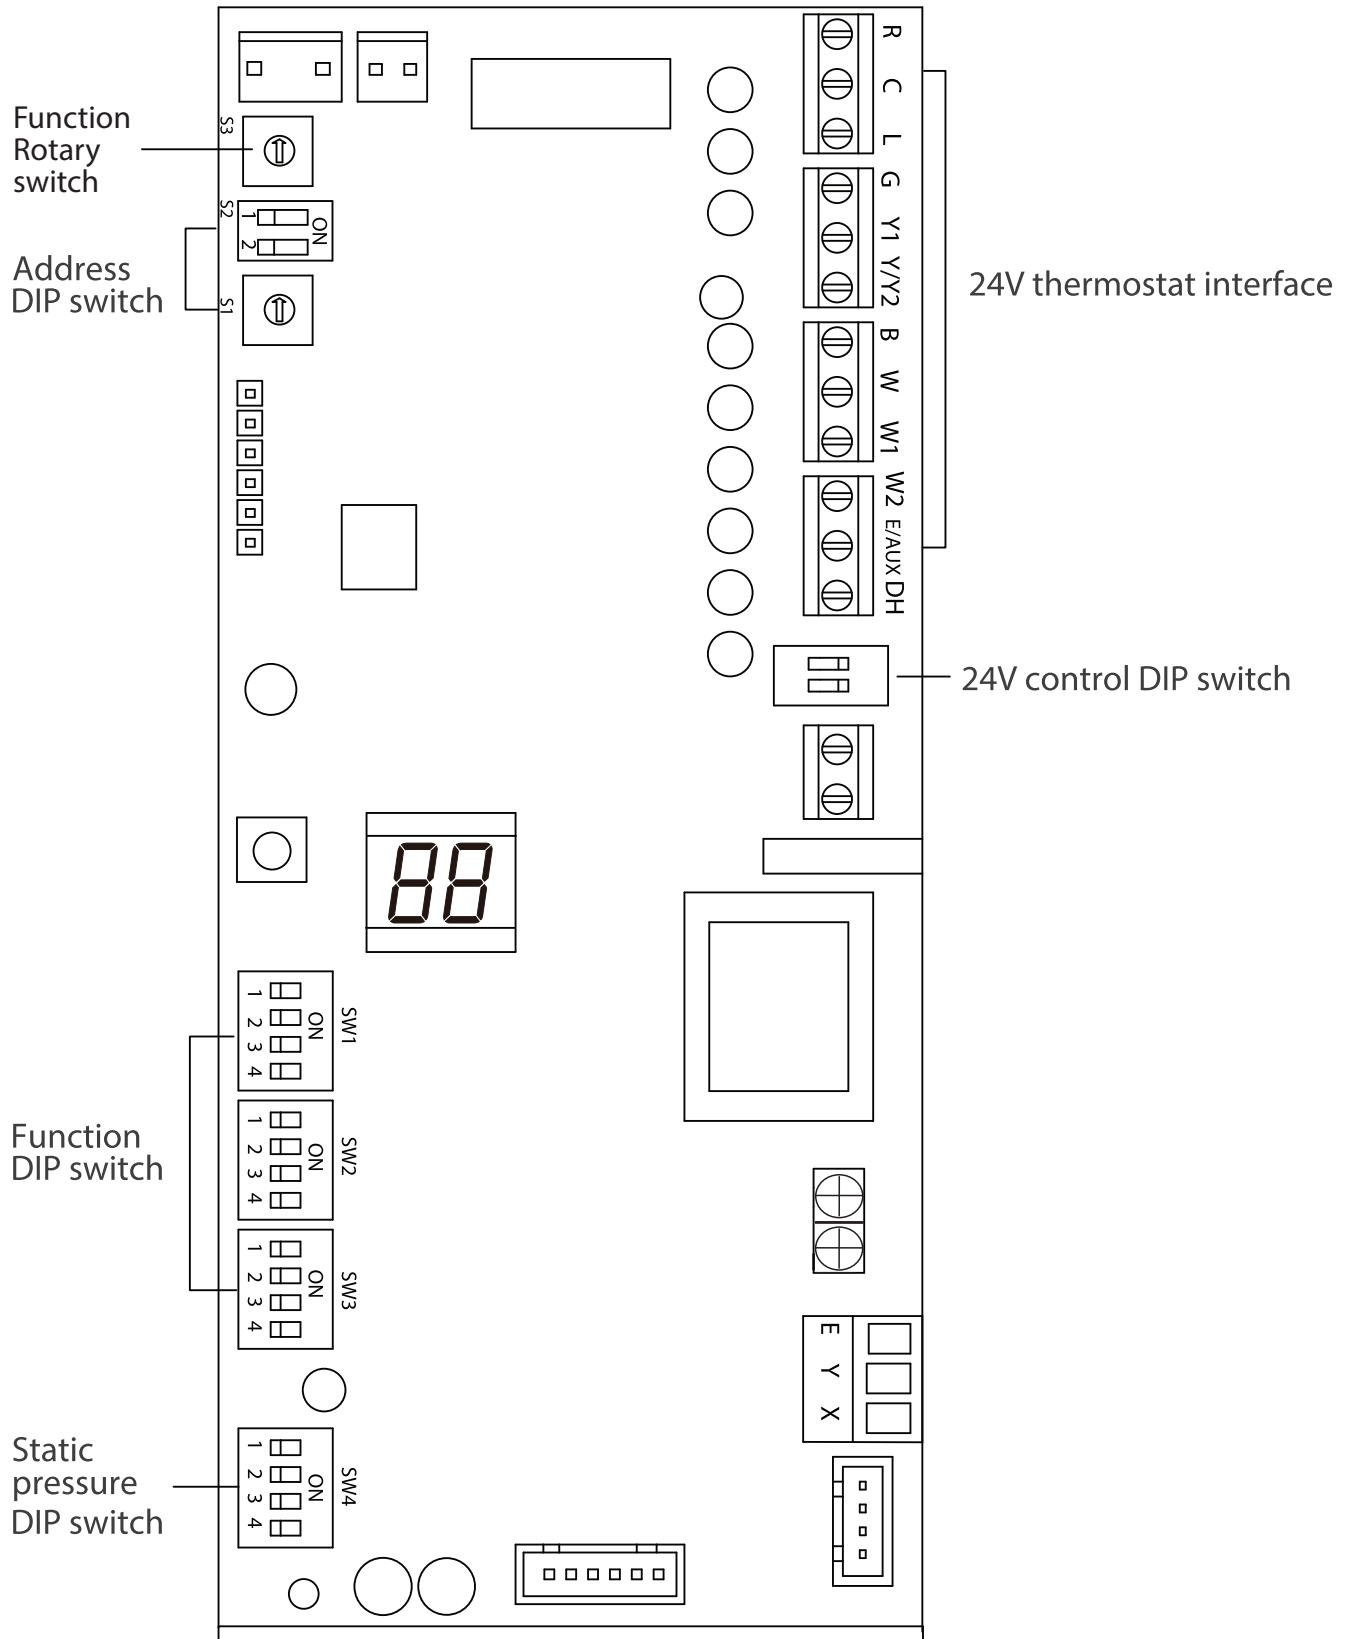 R
C
L
Function
Rotary
switch
S3
G
Y1
Y/Y2
S2
1
2
ON
Address
DIP switch
S1
24V thermostat interface
B
W
W1
W2
E/AUX
DH
24V control DIP switch
88
1
2
3
4
ON
SW1
Function
DIP switch
1
2
3
4
ON
SW2
1
2
3
4
ON
SW3
E
Y
X
Static
pressure
DIP switch
1
2
3
4
ON
SW4